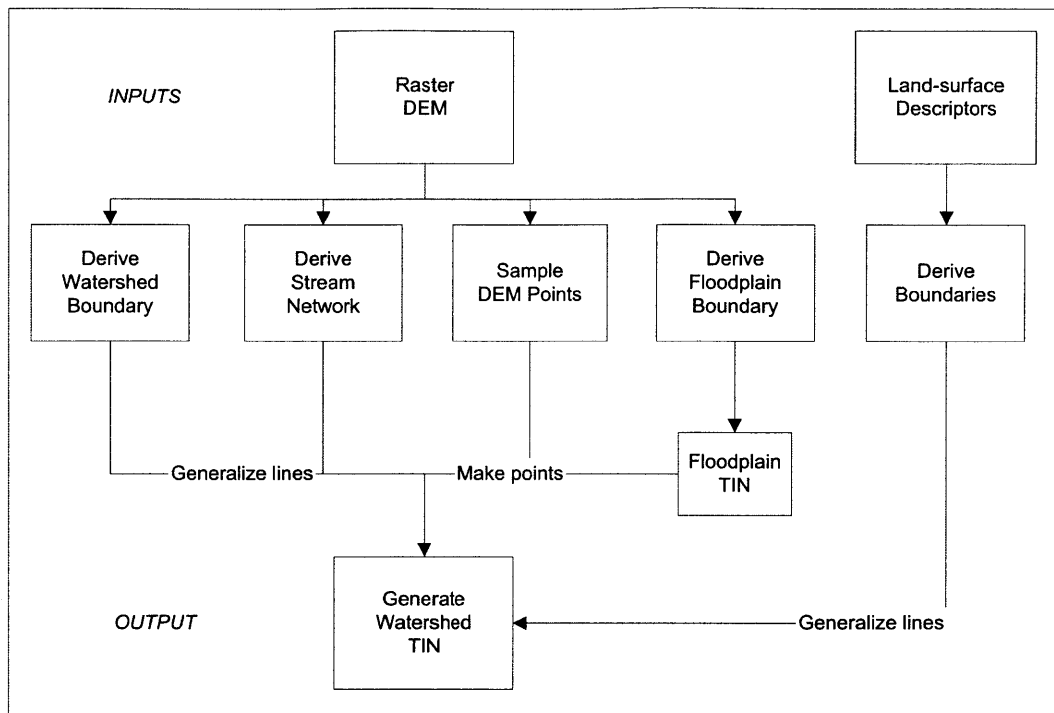 INPUTS
Raster
DEM
Land-surface
Descriptors
Derive
Watershed
Boundary
Derive
Stream
Network
Sample
DEM Points
Derive
Floodplain
Boundary
Derive
Boundaries
Generalize lines
Make points
Floodplain
TIN
OUTPUT
Generate
Watershed
TIN
Generalize lines